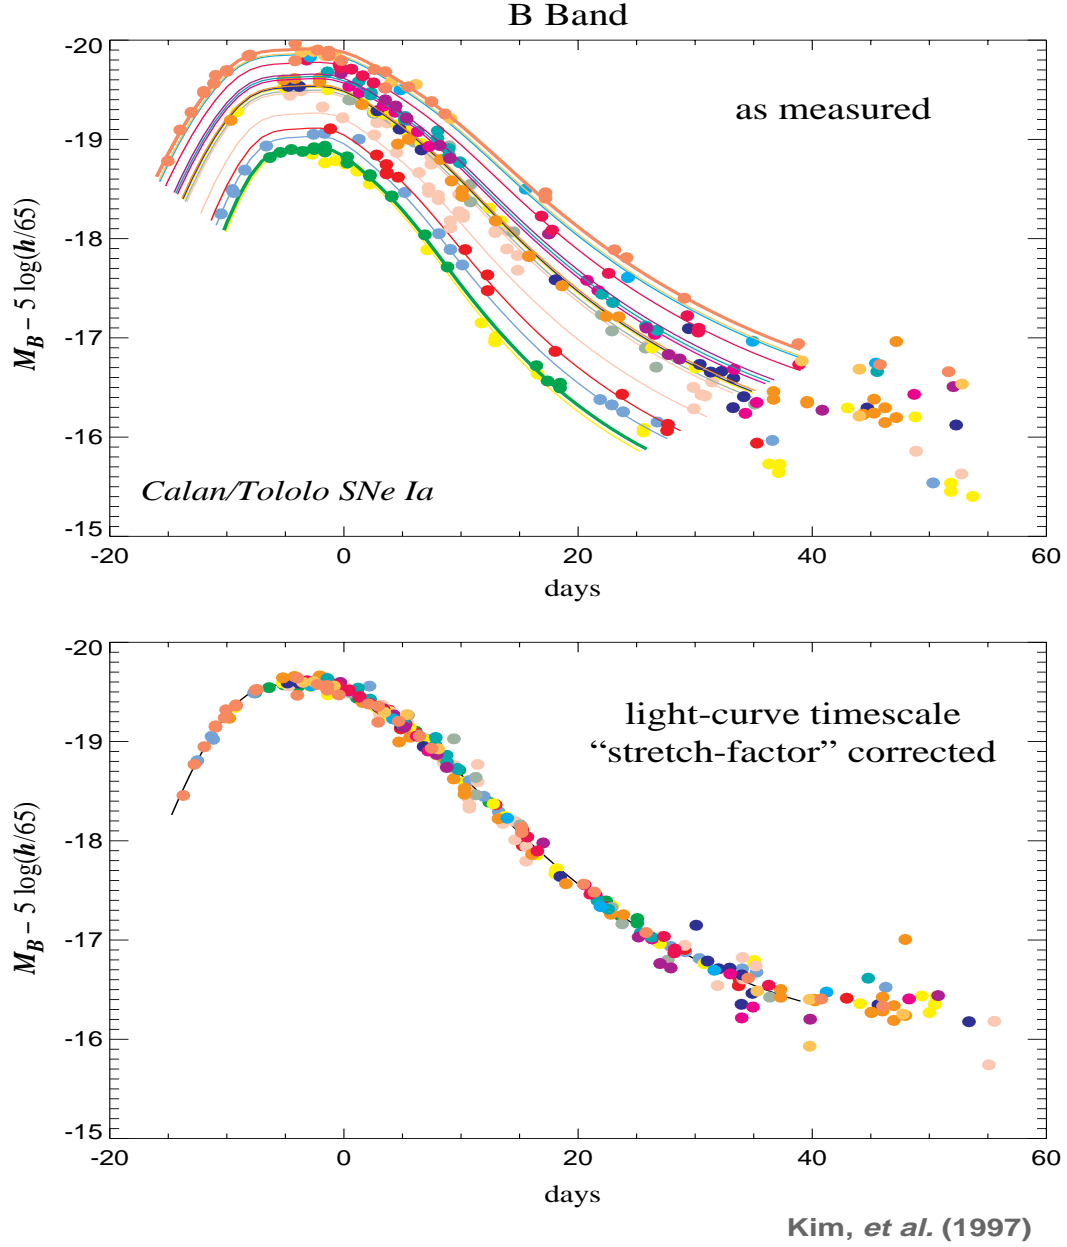 B Band
-20
-19
-18
-17
-16
-15
M_B – 5 log(h/65)
as measured
Calan/Tololo SNe Ia
-20 0 20 40 60
days
-20
-19
-18
-17
-16
-15
M_B – 5 log(h/65)
light-curve timescale
“stretch-factor” corrected
-20 0 20 40 60
days
Kim, et al. (1997)